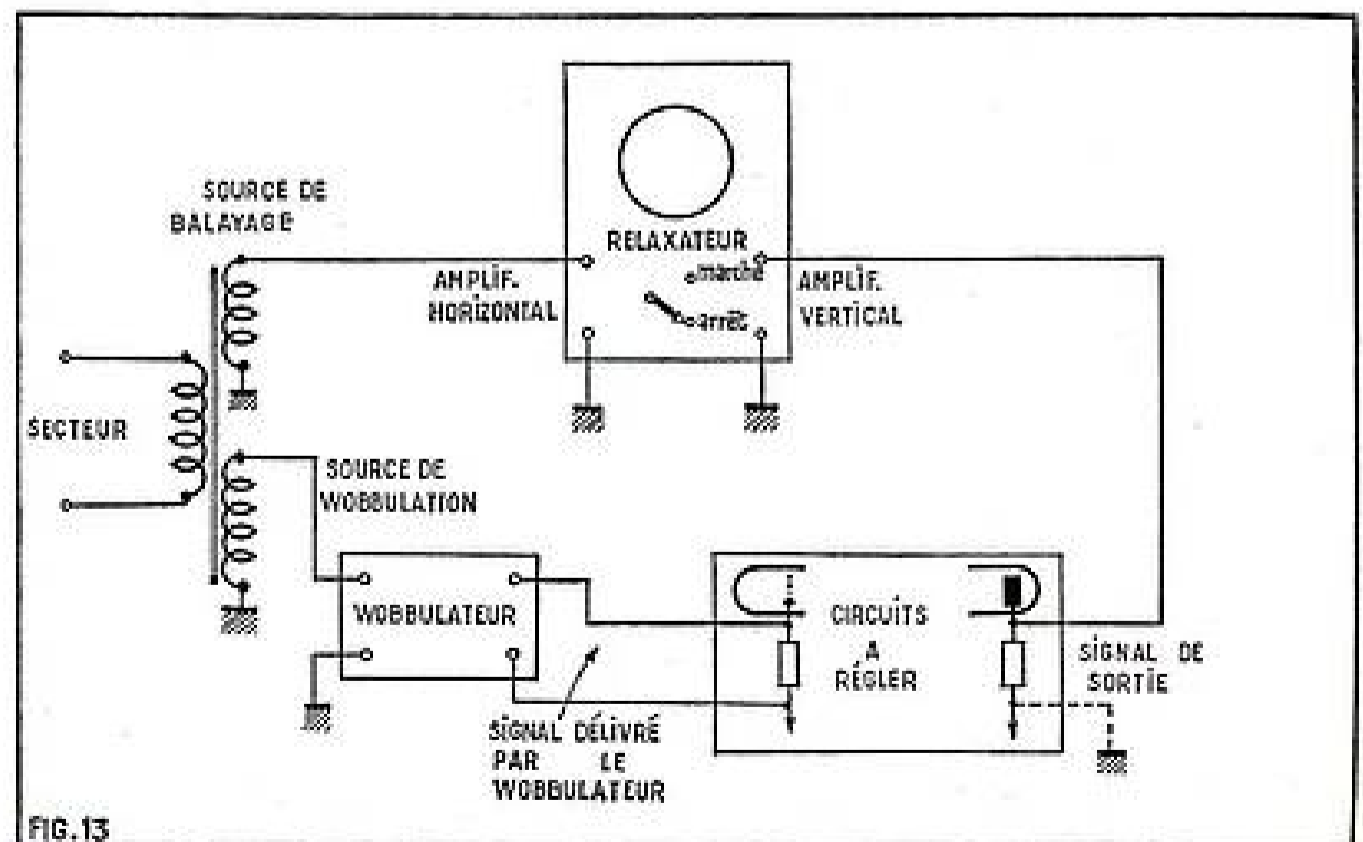 SOURCE DE
BALAYAGE
RELAXATEUR
marche
arrêt
AMPLIF.
HORIZONTAL
AMPLIF.
VERTICAL
SECTEUR
SOURCE DE
WOBBULATION
WOBBULATEUR
CIRCUITS
A
RÉGLER
SIGNAL DE
SORTIE
SIGNAL DÉLIVRÉ
PAR LE
WOBBULATEUR
FIG.13